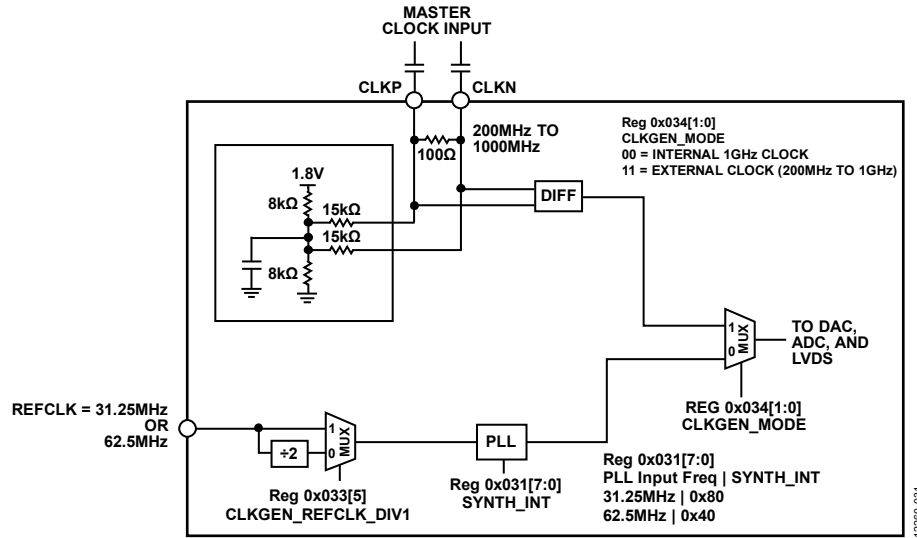 MASTER
CLOCK INPUT
CLKP
CLKN
200MHz TO
1000MHz
100Ω
Reg 0x034[1:0]
CLKGEN_MODE
00 = INTERNAL 1GHz CLOCK
11 = EXTERNAL CLOCK (200MHz TO 1GHz)
1.8V
8kΩ
15kΩ
15kΩ
8kΩ
DIFF
1
0
MUX
TO DAC,
ADC, AND
LVDS
REG 0x034[1:0]
CLKGEN_MODE
REFCLK = 31.25MHz
OR
62.5MHz
÷2
1
0
MUX
Reg 0x033[5]
CLKGEN_REFCLK_DIV1
PLL
Reg 0x031[7:0]
SYNTH_INT
Reg 0x031[7:0]
PLL Input Freq | SYNTH_INT
31.25MHz | 0x80
62.5MHz | 0x40